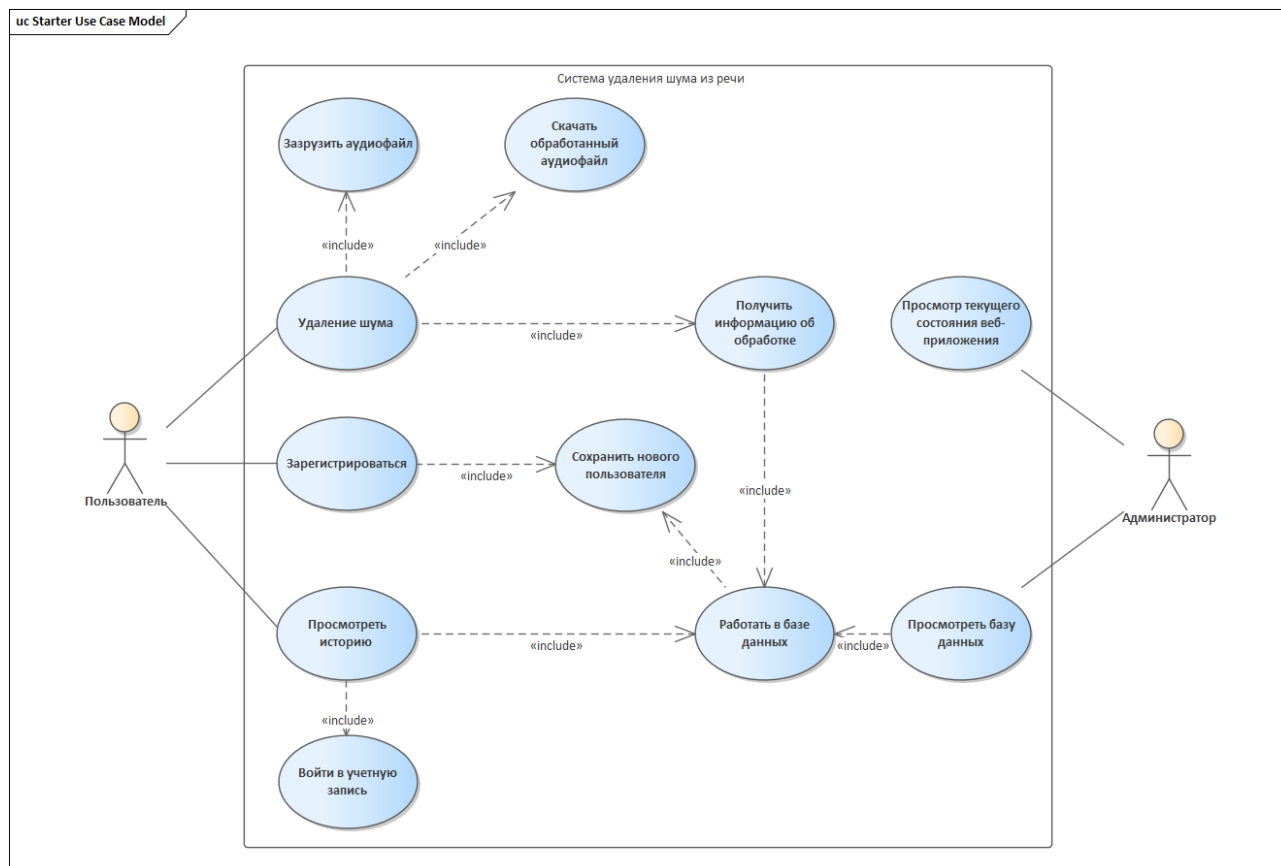 uc Starter Use Case Model
Система удаления шума из речи
Зазрузить аудиофайл
Скачать
обработанный
аудиофайл
«include»
«include»
Удаление шума
«include»
Получить
информацию об
обработке
Просмотр текущего
состояния веб-
приложения
Пользователь
Зарегистрироваться
«include»
Сохранить нового
пользователя
«include»
Администратор
«include»
Просмотреть
историю
«include»
Работать в базе
данных
«include»
Просмотреть базу
данных
«include»
Войти в учетную
запись